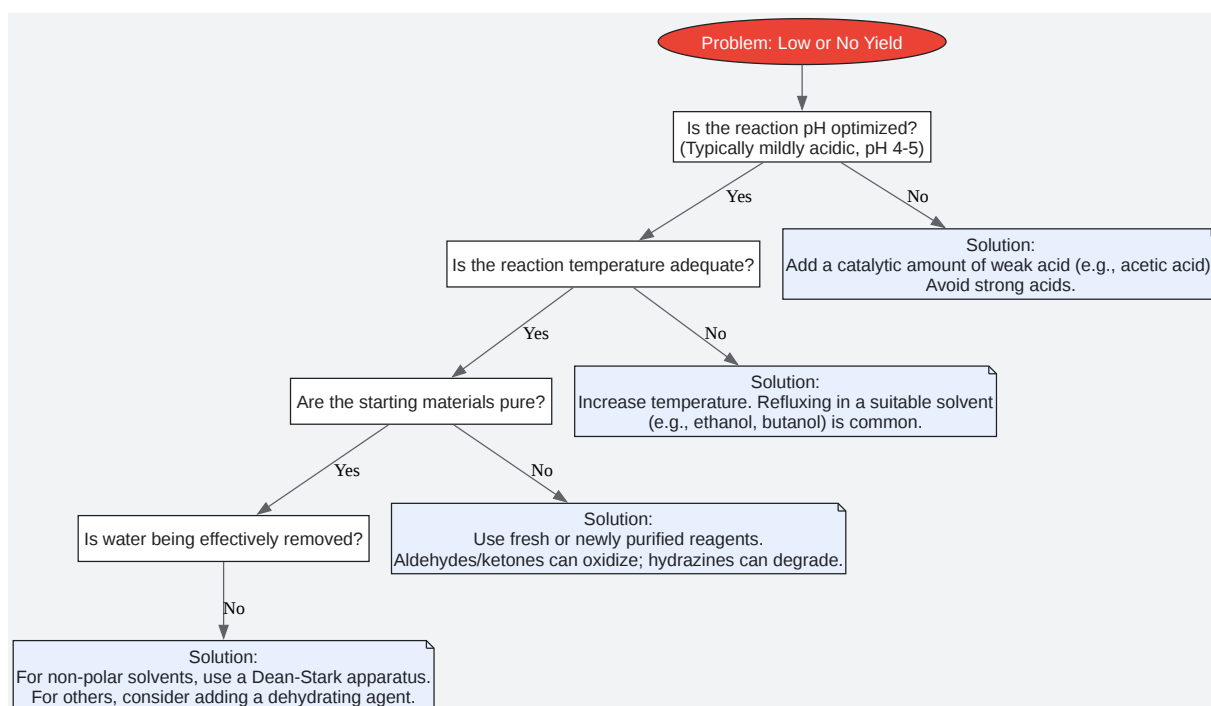 Problem: Low or No Yield
Is the reaction pH optimized?
(Typically mildly acidic, pH 4-5)
Yes
No
Is the reaction temperature adequate?
Solution:
Add a catalytic amount of weak acid (e.g., acetic acid)
Avoid strong acids.
Yes
No
Are the starting materials pure?
Solution:
Increase temperature. Refluxing in a suitable solvent
(e.g., ethanol, butanol) is common.
Yes
No
Is water being effectively removed?
Solution:
Use fresh or newly purified reagents.
Aldehydes/ketones can oxidize; hydrazines can degrade.
No
Solution:
For non-polar solvents, use a Dean-Stark apparatus.
For others, consider adding a dehydrating agent.